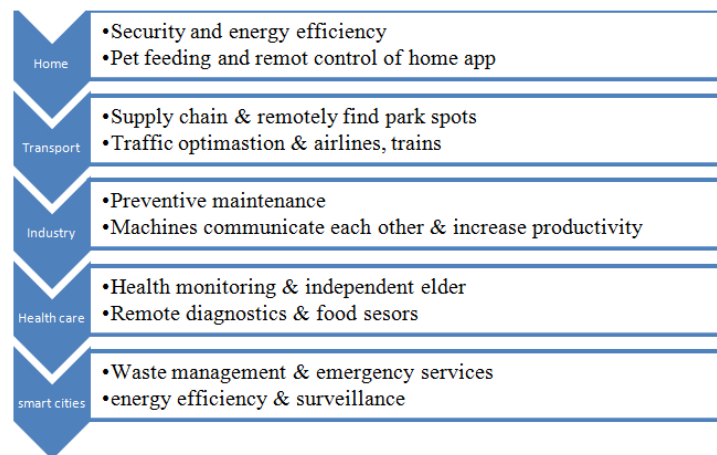 Home
•Security and energy efficiency
•Pet feeding and remot control of home app
Transport
•Supply chain & remotely find park spots
•Traffic optimastion & airlines, trains
Industry
•Preventive maintenance
•Machines communicate each other & increase productivity
Health care
•Health monitoring & independent elder
•Remote diagnostics & food sesors
smart cities
•Waste management & emergency services
•energy efficiency & surveillance